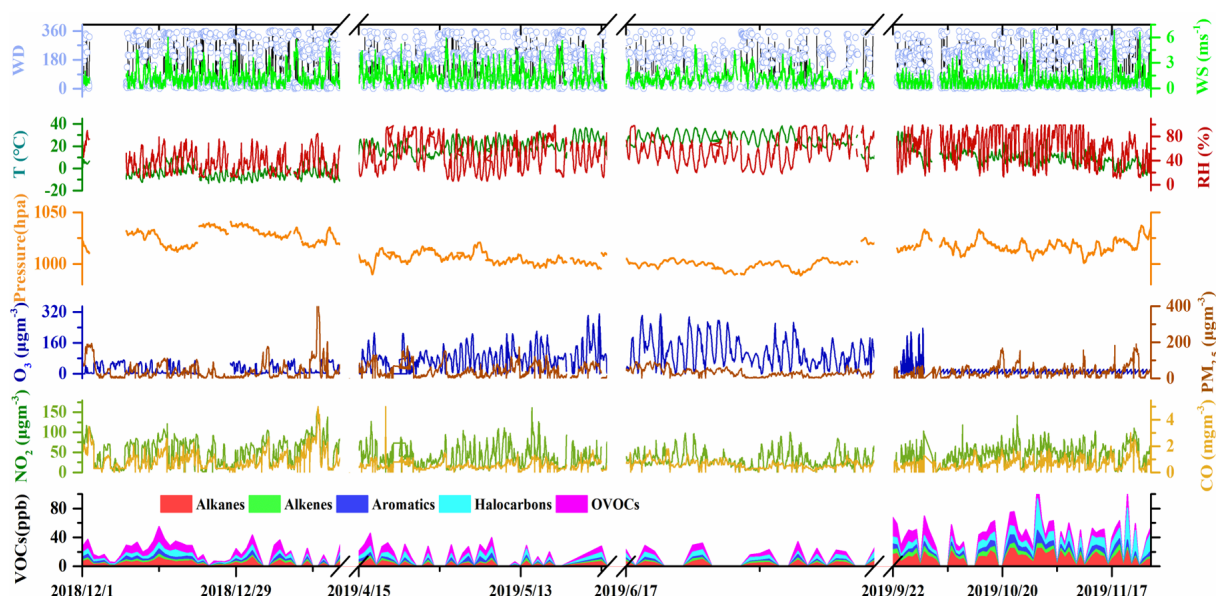 WD
360
180
0
6
3
0
WS (ms-1)
T (℃)
40
20
0
-20
80
40
0
RH (%)
Pressure(hpa)
1050
1000
O3 (μgm-3)
320
160
0
400
200
0
PM2.5 (μgm-3)
NO2 (μgm-3)
150
100
50
0
4
2
0
CO (mgm-3)
VOCs(ppb)
80
40
0
Alkanes Alkenes Aromatics Halocarbons OVOCs
2018/12/1 2018/12/29 2019/4/15 2019/5/13 2019/6/17 2019/9/22 2019/10/20 2019/11/17